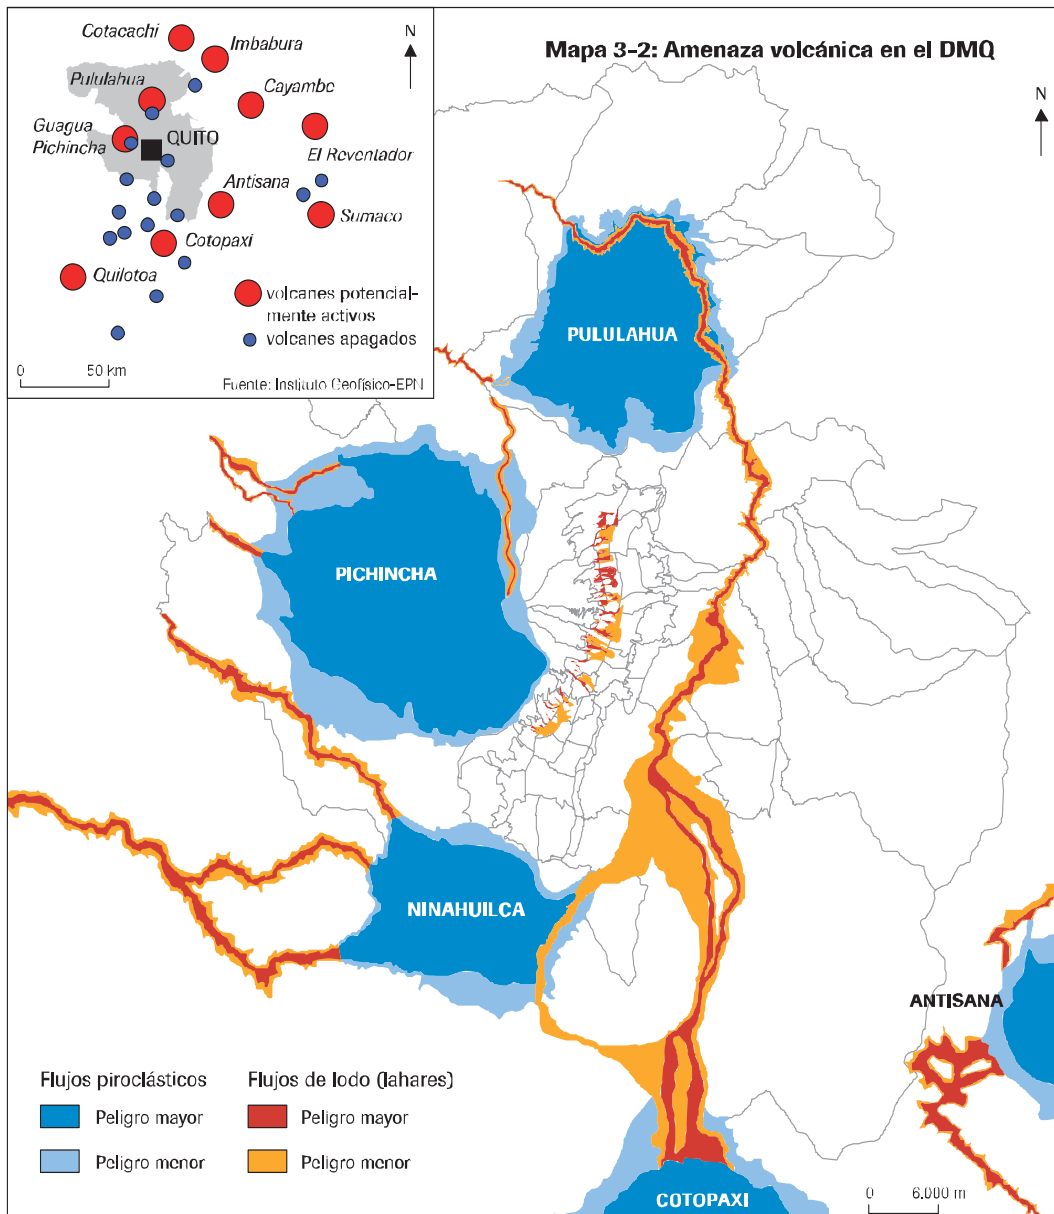 Cotacachi
Imbabura
N
Pululahua
Cayambe
Guagua
Pichincha
QUITO
El Reventador
Antisana
Sumaco
Cotopaxi
Quilotoa
volcanes potencial-
mente activos
volcanes apagados
0 50 km
Fuente: Instituto Geofísico-EPN
Mapa 3-2: Amenaza volcánica en el DMQ
N
PULULAHUA
PICHINCHA
NINAHUILCA
ANTISANA
COTOPAXI
Flujos piroclásticos
Peligro mayor
Peligro menor
Flujos de lodo (lahares)
Peligro mayor
Peligro menor
0 6.000 m